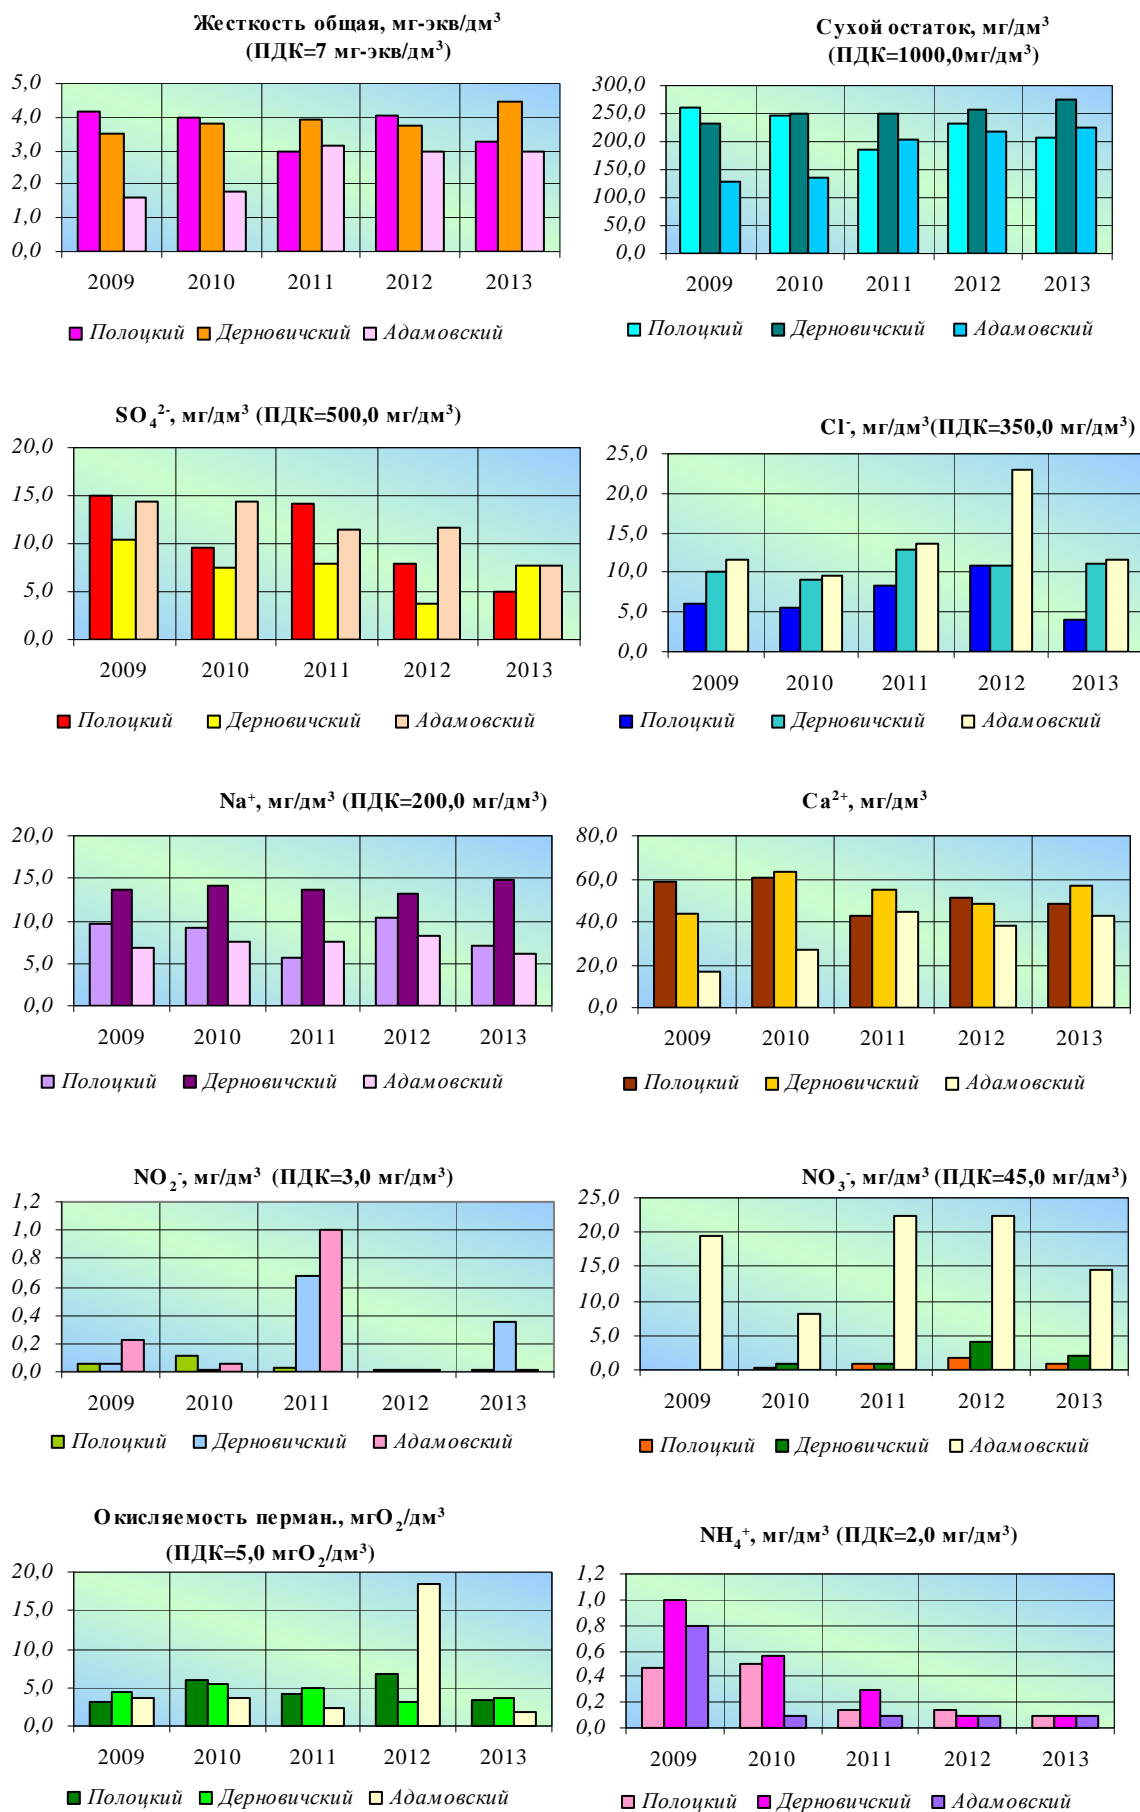 Жесткость общая, мг-экв/дм³
(ПДК=7 мг-экв/дм³)
5,0
4,0
3,0
2,0
1,0
0,0
2009 2010 2011 2012 2013
Полоцкий Дерновичский Адамовский
Сухой остаток, мг/дм³
(ПДК=1000,0мг/дм³)
300,0
250,0
200,0
150,0
100,0
50,0
0,0
2009 2010 2011 2012 2013
Полоцкий Дерновичский Адамовский
SO₄²⁻, мг/дм³ (ПДК=500,0 мг/дм³)
20,0
15,0
10,0
5,0
0,0
2009 2010 2011 2012 2013
Полоцкий Дерновичский Адамовский
Cl⁻, мг/дм³(ПДК=350,0 мг/дм³)
25,0
20,0
15,0
10,0
5,0
0,0
2009 2010 2011 2012 2013
Полоцкий Дерновичский Адамовский
Na⁺, мг/дм³ (ПДК=200,0 мг/дм³)
20,0
15,0
10,0
5,0
0,0
2009 2010 2011 2012 2013
Полоцкий Дерновичский Адамовский
Ca²⁺, мг/дм³
80,0
60,0
40,0
20,0
0,0
2009 2010 2011 2012 2013
Полоцкий Дерновичский Адамовский
NO₂⁻, мг/дм³ (ПДК=3,0 мг/дм³)
1,2
1,0
0,8
0,6
0,4
0,2
0,0
2009 2010 2011 2012 2013
Полоцкий Дерновичский Адамовский
NO₃⁻, мг/дм³ (ПДК=45,0 мг/дм³)
25,0
20,0
15,0
10,0
5,0
0,0
2009 2010 2011 2012 2013
Полоцкий Дерновичский Адамовский
Окисляемость перман., мгО₂/дм³
(ПДК=5,0 мгО₂/дм³)
20,0
15,0
10,0
5,0
0,0
2009 2010 2011 2012 2013
Полоцкий Дерновичский Адамовский
NH₄⁺, мг/дм³ (ПДК=2,0 мг/дм³)
1,2
1,0
0,8
0,6
0,4
0,2
0,0
2009 2010 2011 2012 2013
Полоцкий Дерновичский Адамовский